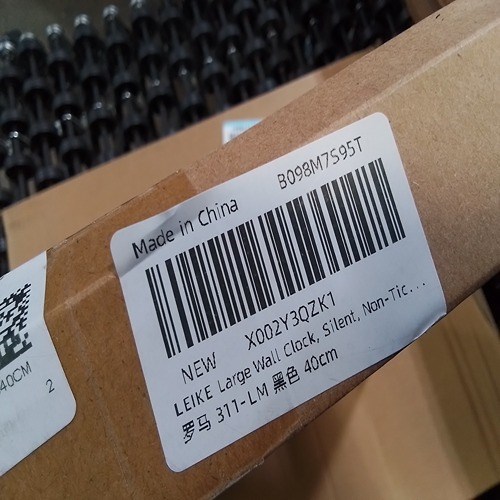 Made in China
B098M7S95T
X002Y3QZK1
NEW
LEIKE Large Wall Clock, Silent, Non-Tic...
罗马 311-LM 黑色 40cm
40CM
2